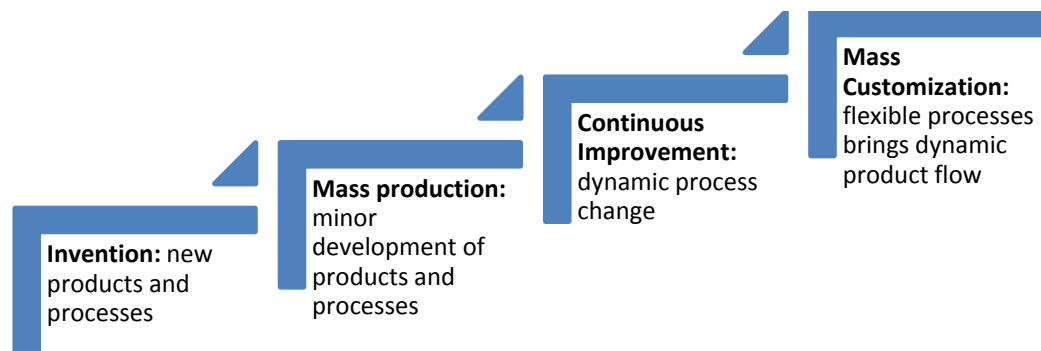 Invention: new
products and
processes
Mass production:
minor
development of
products and
processes
Continuous
Improvement:
dynamic process
change
Mass
Customization:
flexible processes
brings dynamic
product flow